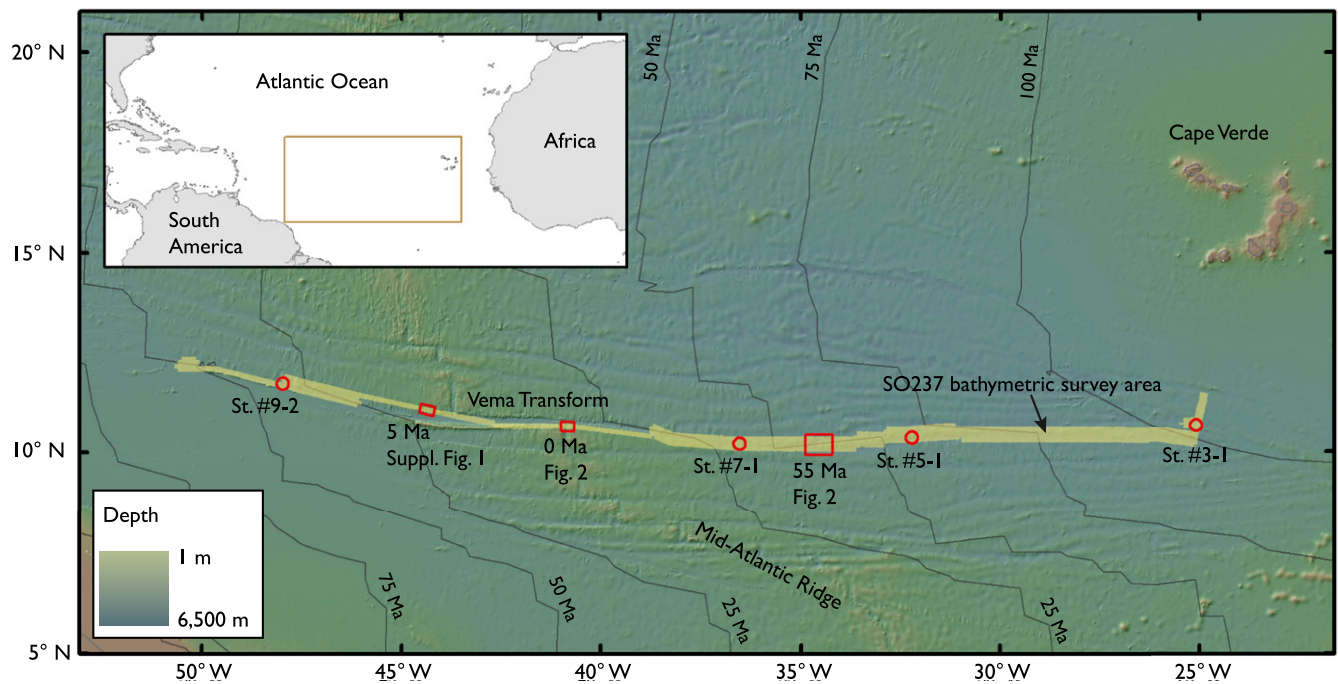 20° N
15° N
10° N
5° N
Atlantic Ocean
Africa
South
America
50 Ma
75 Ma
100 Ma
Cape Verde
SO237 bathymetric survey area
Vema Transform
St. #9-2
5 Ma
Suppl. Fig. 1
0 Ma
Fig. 2
St. #7-1
55 Ma
Fig. 2
St. #5-1
St. #3-1
Mid-Atlantic Ridge
75 Ma
50 Ma
25 Ma
25 Ma
Depth
1 m
6,500 m
50° W
45° W
40° W
35° W
30° W
25° W